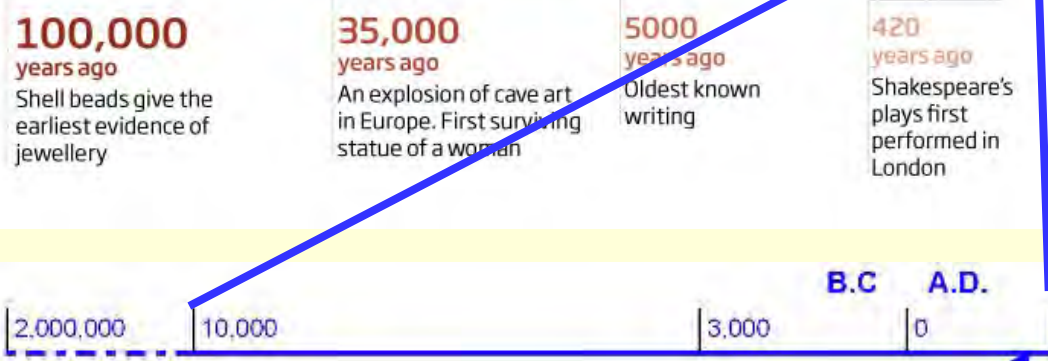 100,000
years ago
Shell beads give the
earliest evidence of
jewellery
35,000
years ago
An explosion of cave art
in Europe. First surviving
statue of a woman
5000
years ago
Oldest known
writing
420
years ago
Shakespeare's
plays first
performed in
London
B.C A.D.
2,000,000 10,000 3,000 0